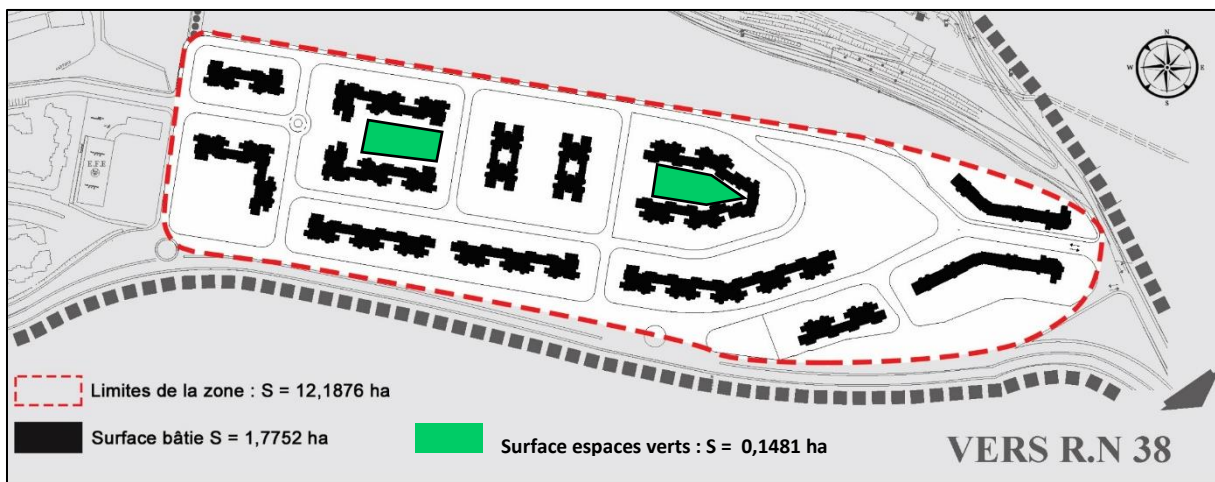 N
W E
S
E.F.E
Limites de la zone : S = 12,1876 ha
Surface bâtie S = 1,7752 ha
Surface espaces verts : S = 0,1481 ha
VERS R.N 38